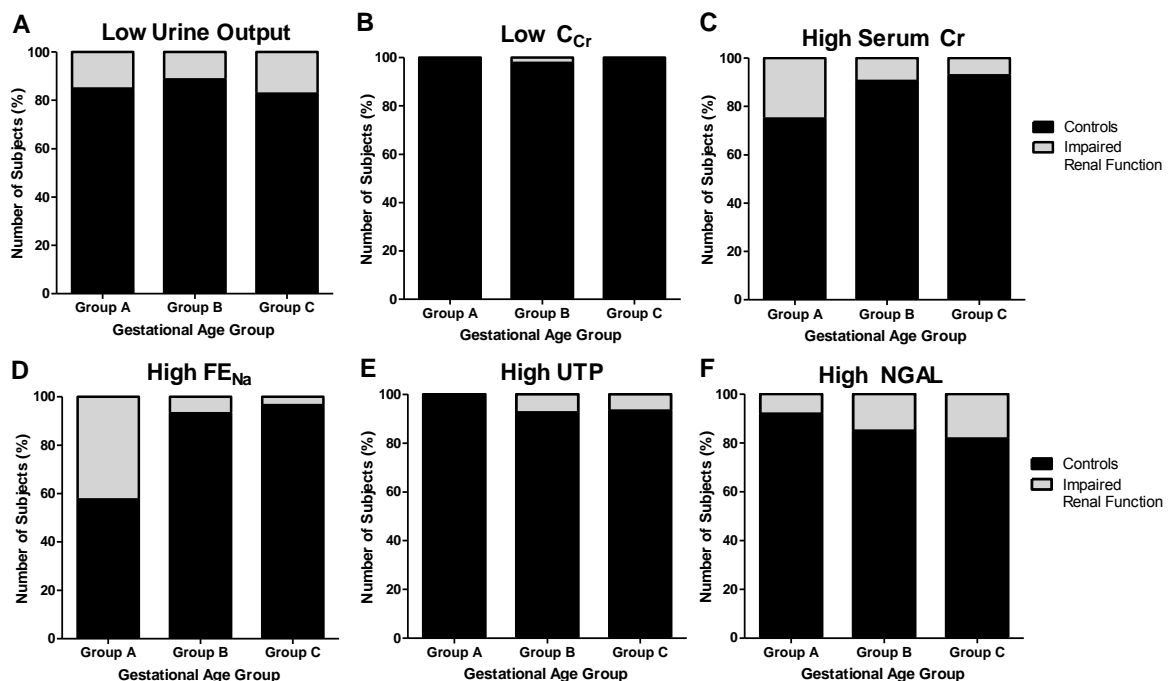 A
Low Urine Output
Number of Subjects (%)
100
80
60
40
20
0
Group A Group B Group C
Gestational Age Group
B
Low C_Cr
Number of Subjects (%)
100
80
60
40
20
0
Group A Group B Group C
Gestational Age Group
C
High Serum Cr
Number of Subjects (%)
100
80
60
40
20
0
Group A Group B Group C
Gestational Age Group
Controls
Impaired
Renal Function
D
High FE_Na
Number of Subjects (%)
100
80
60
40
20
0
Group A Group B Group C
Gestational Age Group
E
High UTP
Number of Subjects (%)
100
80
60
40
20
0
Group A Group B Group C
Gestational Age Group
F
High NGAL
Number of Subjects (%)
100
80
60
40
20
0
Group A Group B Group C
Gestational Age Group
Controls
Impaired
Renal Function